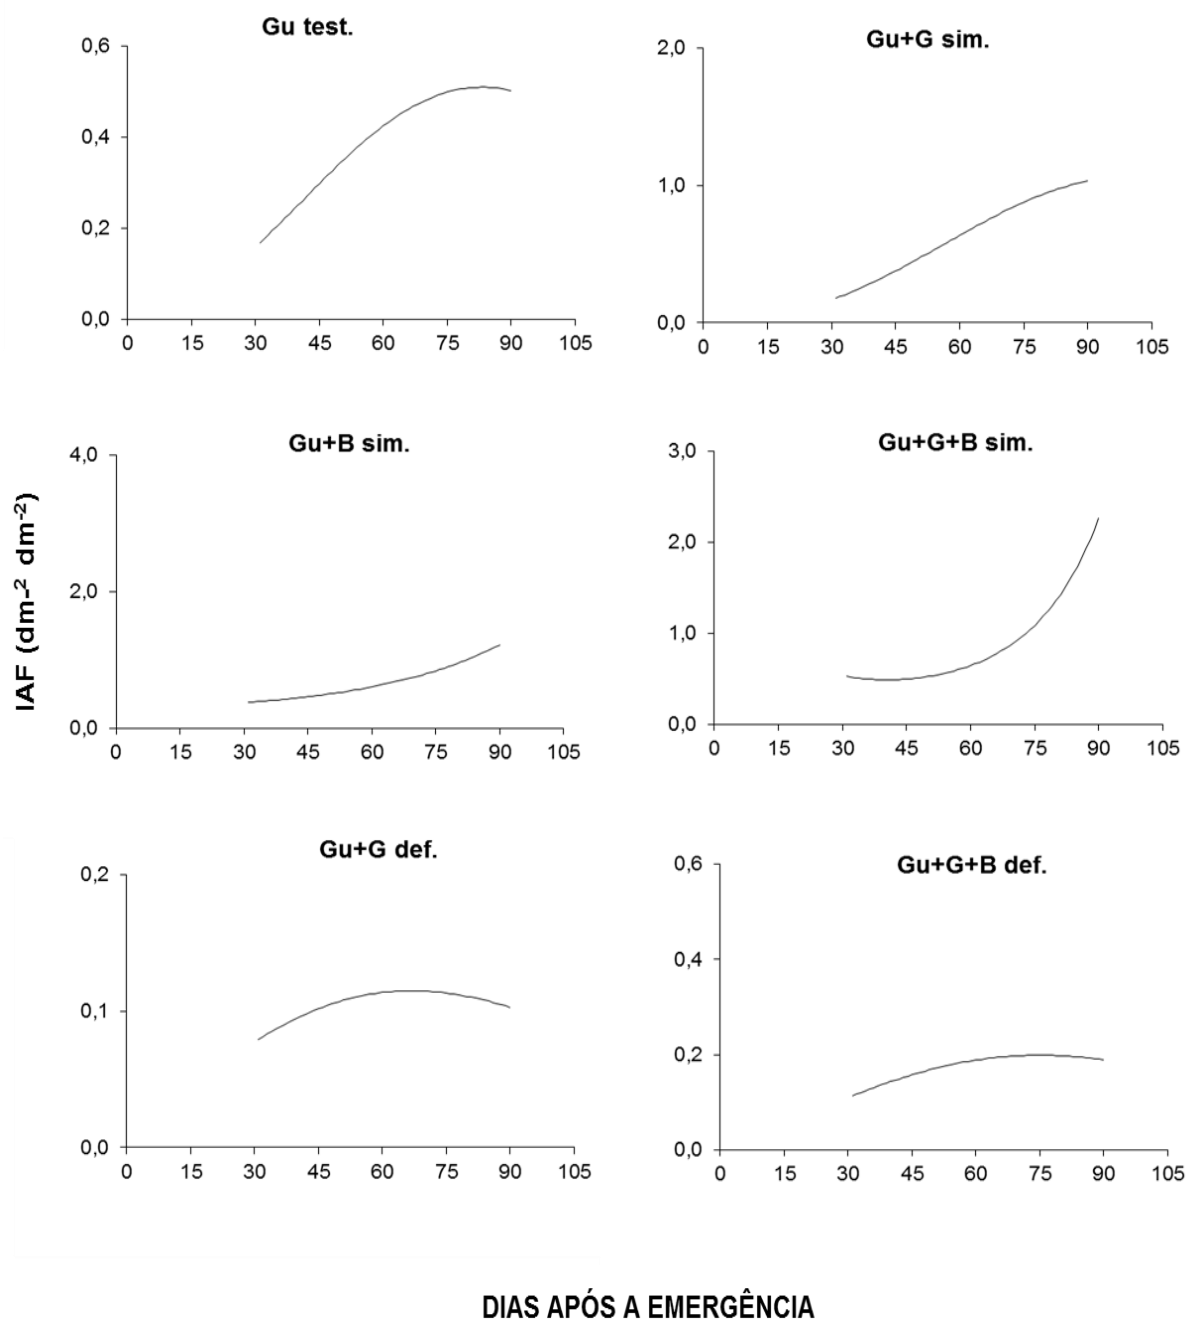 Gu test.
0,6
0,4
0,2
0,0
0 15 30 45 60 75 90 105
Gu+G sim.
2,0
1,0
0,0
0 15 30 45 60 75 90 105
Gu+B sim.
4,0
2,0
0,0
0 15 30 45 60 75 90 105
Gu+G+B sim.
3,0
2,0
1,0
0,0
0 15 30 45 60 75 90 105
IAF (dm-² dm⁻²)
Gu+G def.
0,2
0,1
0,0
0 15 30 45 60 75 90 105
Gu+G+B def.
0,6
0,4
0,2
0,0
0 15 30 45 60 75 90 105
DIAS APÓS A EMERGÊNCIA